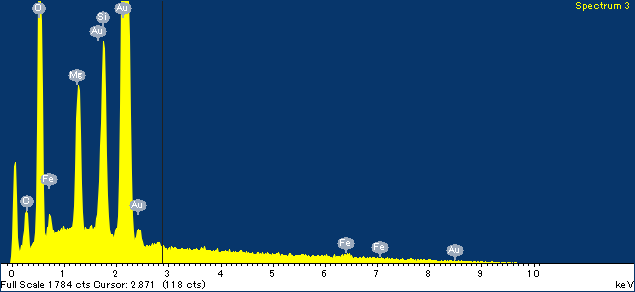 Spectrum 3
O
Au
Si
Au
Mg
Fe
Au
Fe Fe Au
0 1 2 3 4 5 6 7 8 9 10
Full Scale 1784 cts Cursor: 2.871 (118 cts) keV